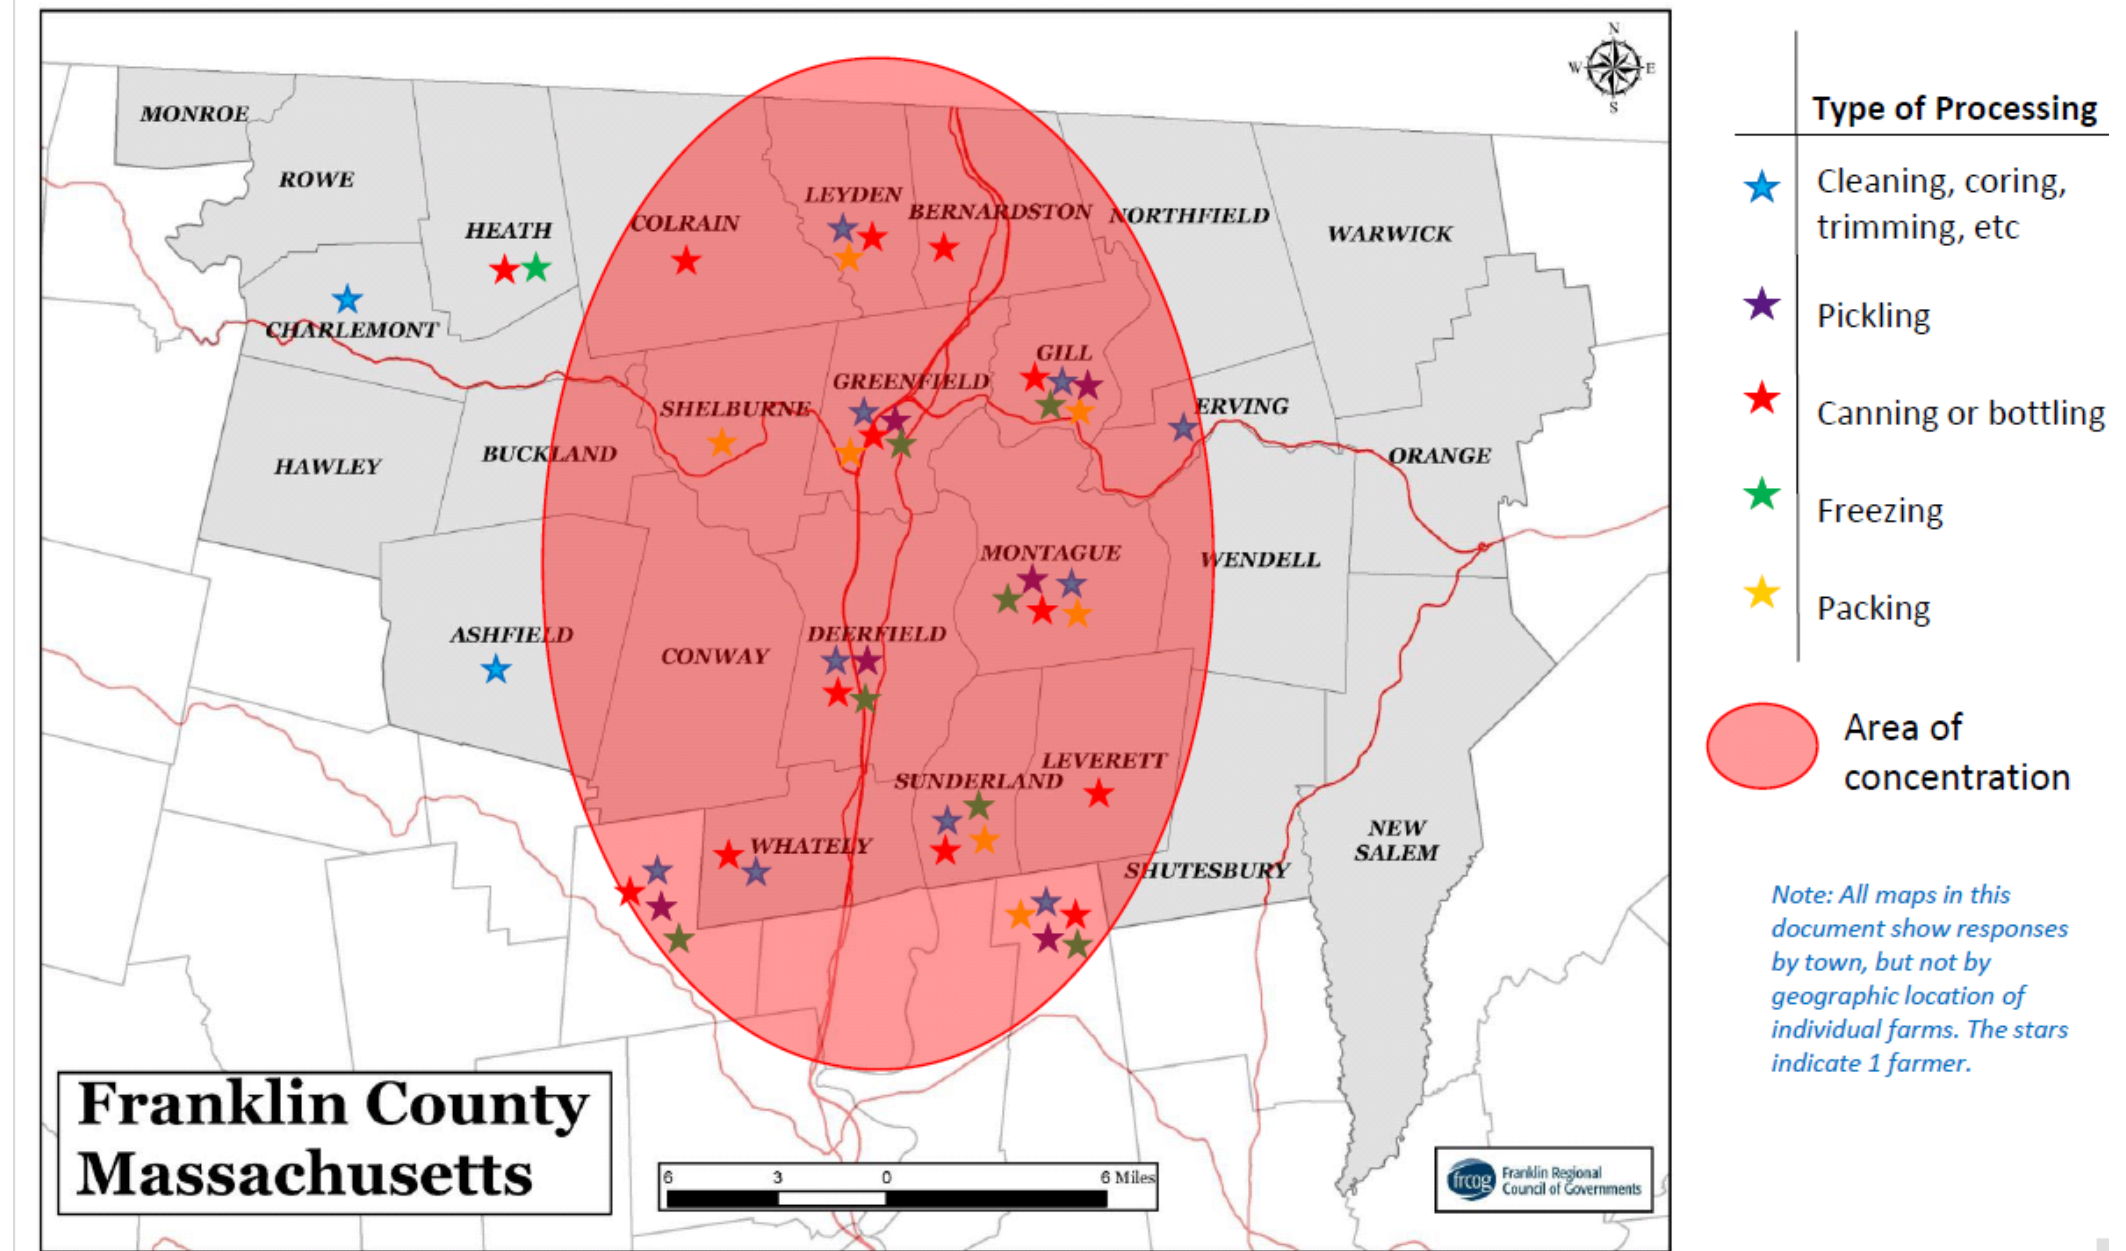 N
W E
S
MONROE
ROWE
HEATH
COLRAIN
LEYDEN
BERNARDSTON
NORTHFIELD
WARWICK
CHARLEMONT
GILL
GREENFIELD
SHELBURNE
ERVING
HAWLEY
BUCKLAND
ORANGE
MONTAGUE
WENDELL
ASHFIELD
CONWAY
DEERFIELD
LEVERETT
SUNDERLAND
WHATELY
SHUTESBURY
NEW
SALEM
Franklin County
Massachusetts
6 3 0 6 Miles
frcog
Franklin Regional
Council of Governments
Type of Processing
Cleaning, coring,
trimming, etc
Pickling
Canning or bottling
Freezing
Packing
Area of
concentration
Note: All maps in this
document show responses
by town, but not by
geographic location of
individual farms. The stars
indicate 1 farmer.